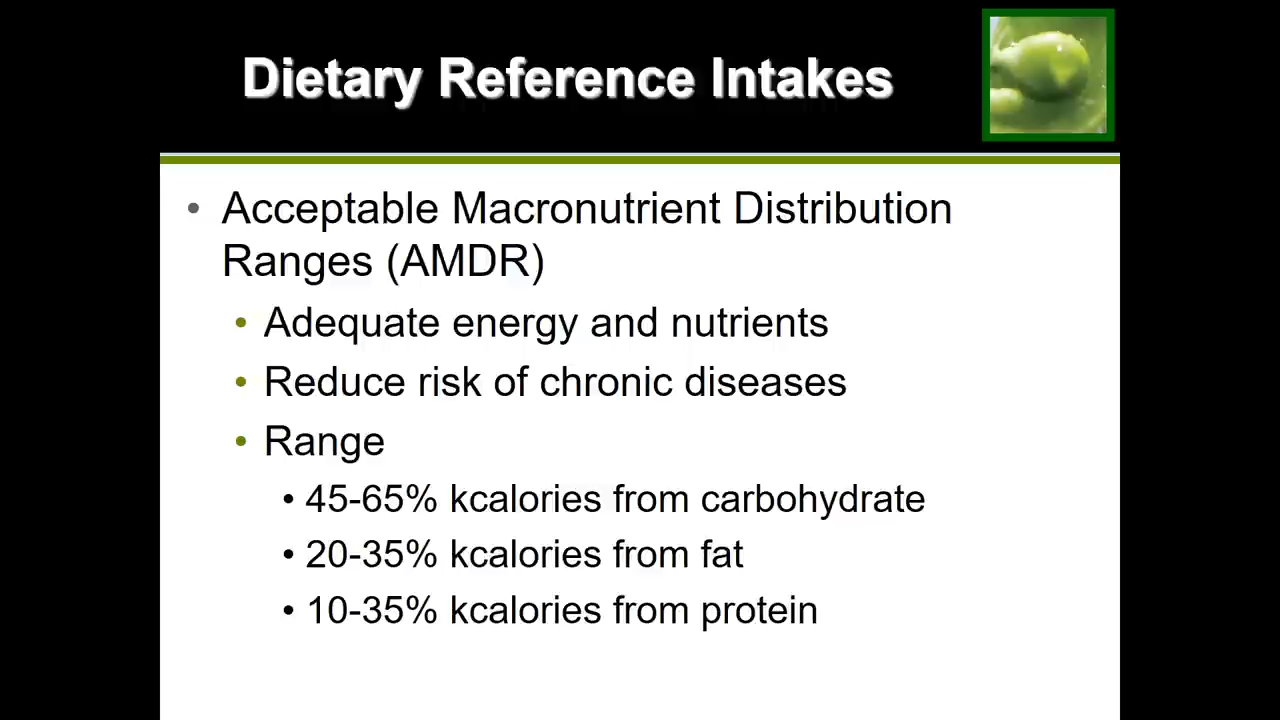 Dietary Reference Intakes
• Acceptable Macronutrient Distribution
Ranges (AMDR)
• Adequate energy and nutrients
• Reduce risk of chronic diseases
• Range
• 45-65% kcalories from carbohydrate
• 20-35% kcalories from fat
• 10-35% kcalories from protein